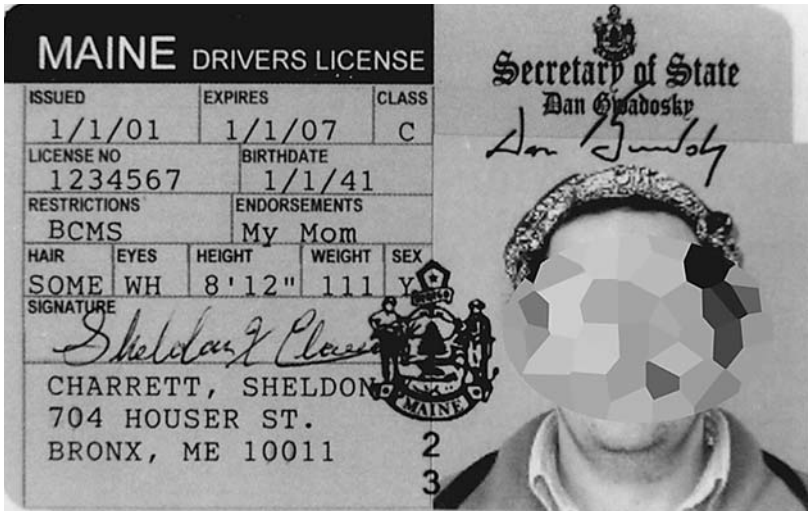 MAINE DRIVERS LICENSE
ISSUED EXPIRES CLASS
1/1/01 1/1/07 C
LICENSE NO BIRTHDATE
1234567 1/1/41
RESTRICTIONS ENDORSEMENTS
BCMS My Mom
HAIR EYES HEIGHT WEIGHT SEX
SOME WH 8'12" 111 Y
SIGNATURE
CHARRETT, SHELDON
704 HOUSER ST.
BRONX, ME 10011
MAINE
2
3
Secretary of State
Dan Gwadosky